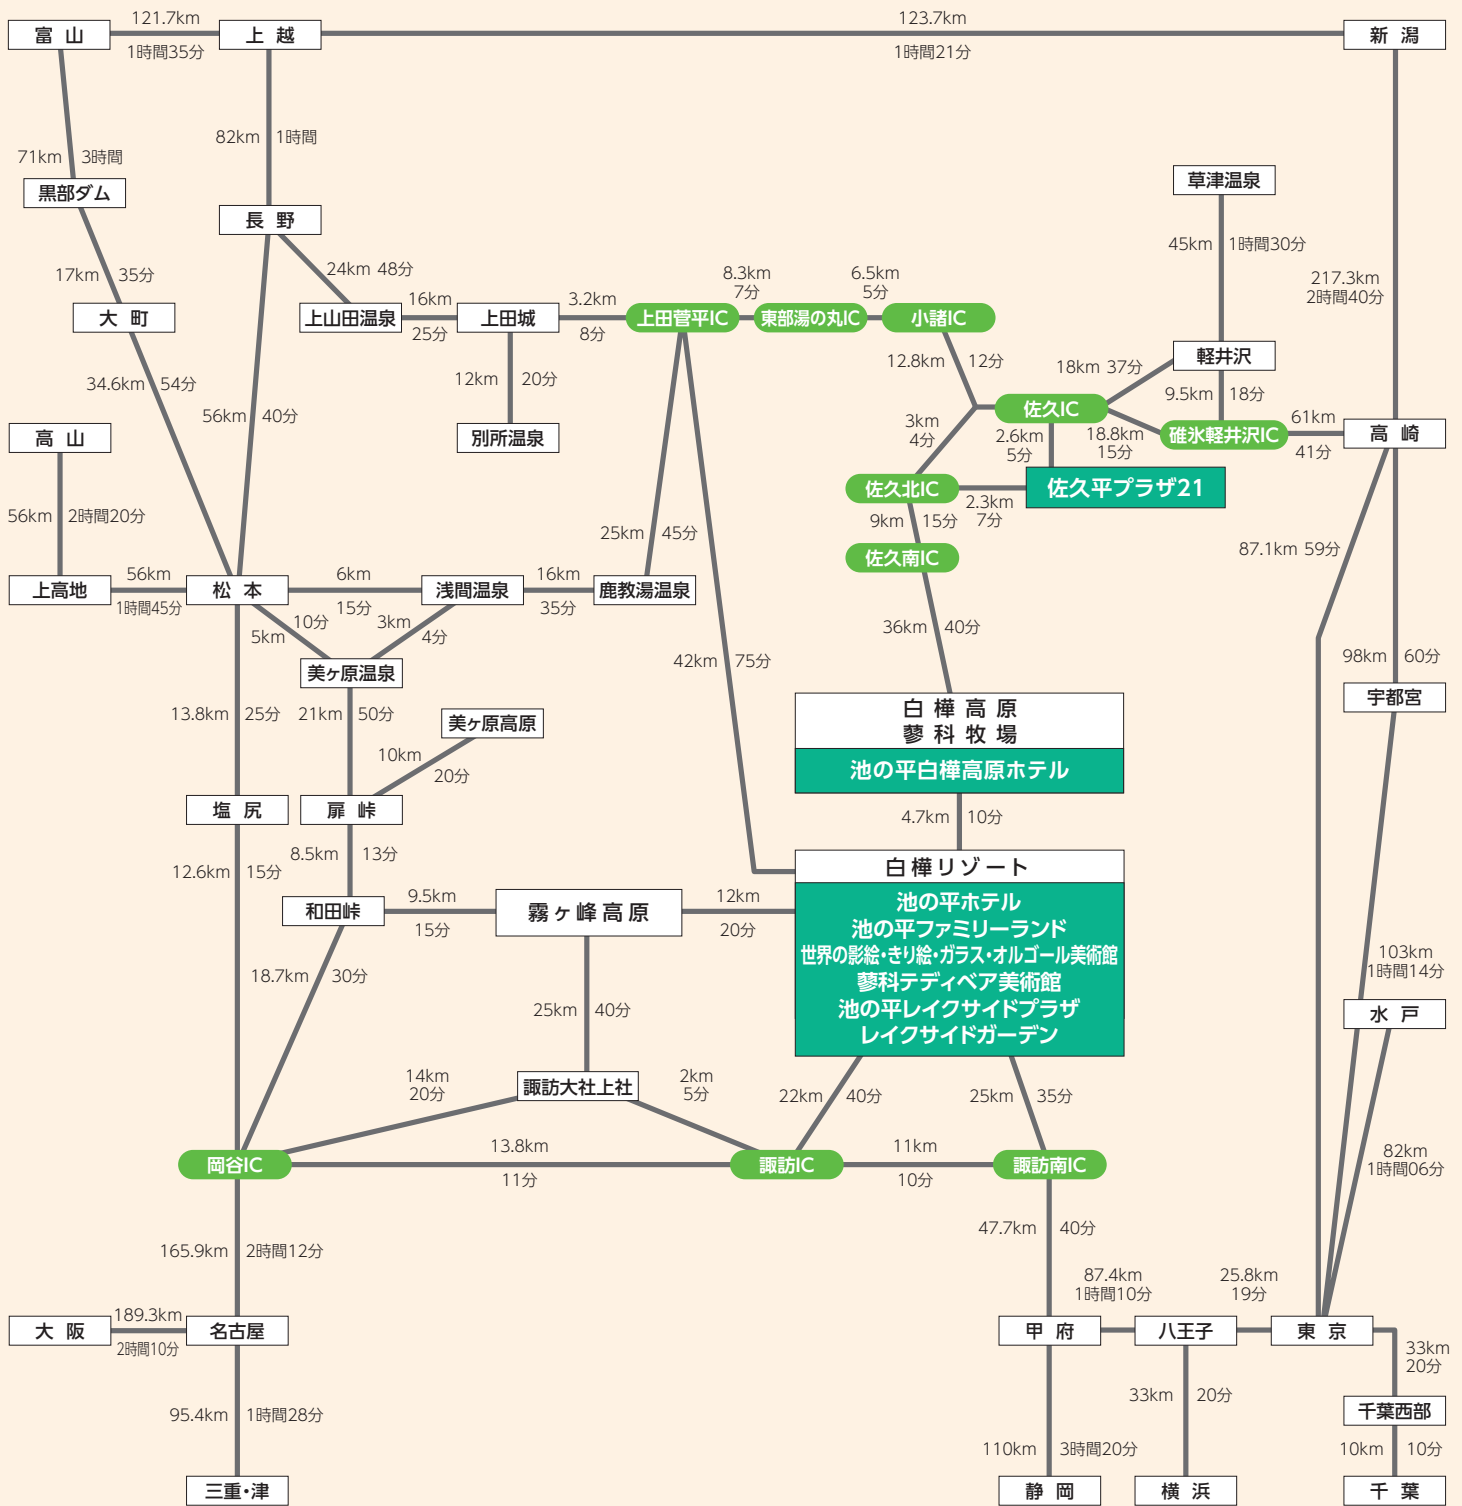 121.7km
123.7km
富山
上越
新潟
1時間35分
1時間21分
82km 1時間
71km 3時間
草津温泉
黒部ダム
長野
45km 1時間30分
24km 48分
17km 35分
217.3km
2時間40分
16km
3.2km
8.3km
7分
6.5km
5分
大町
上山田温泉
上田城
上田菅平IC
東部湯の丸IC
小諸IC
25分
8分
軽井沢
12.8km 12分
18km 37分
34.6km 54分
12km 20分
9.5km 18分
56km 40分
3km
4分
佐久IC
61km
高山
別所温泉
2.6km
5分
18.8km
15分
碓氷軽井沢IC
高崎
41分
佐久北IC
2.3km
7分
佐久平プラザ21
56km 2時間20分
9km 15分
25km 45分
佐久南IC
87.1km 59分
56km
6km
16km
上高地
松本
浅間温泉
鹿教湯温泉
1時間45分
15分
35分
5km 10分
3km 4分
36km 40分
42km 75分
98km 60分
美ヶ原温泉
宇都宮
13.8km 25分
21km 50分
美ヶ原高原
白樺高原
蓼科牧場
池の平白樺高原ホテル
10km
20分
塩尻
扉峠
4.7km 10分
8.5km 13分
12.6km 15分
白樺リゾート
池の平ホテル
池の平ファミリーランド
世界の影絵・きり絵・ガラス・オルゴール美術館
蓼科テディベア美術館
池の平レイクサイドプラザ
レイクサイドガーデン
9.5km
12km
和田峠
霧ヶ峰高原
15分
20分
103km
1時間14分
18.7km 30分
25km 40分
水戸
14km
20分
諏訪大社上社
2km
5分
22km 40分
25km 35分
13.8km
11km
岡谷IC
諏訪IC
諏訪南IC
11分
10分
82km
1時間06分
47.7km 40分
165.9km 2時間12分
87.4km
1時間10分
25.8km
19分
189.3km
大阪
名古屋
甲府
八王子
東京
2時間10分
33km
20分
33km 20分
95.4km 1時間28分
千葉西部
110km 3時間20分
10km 10分
三重・津
静岡
横浜
千葉